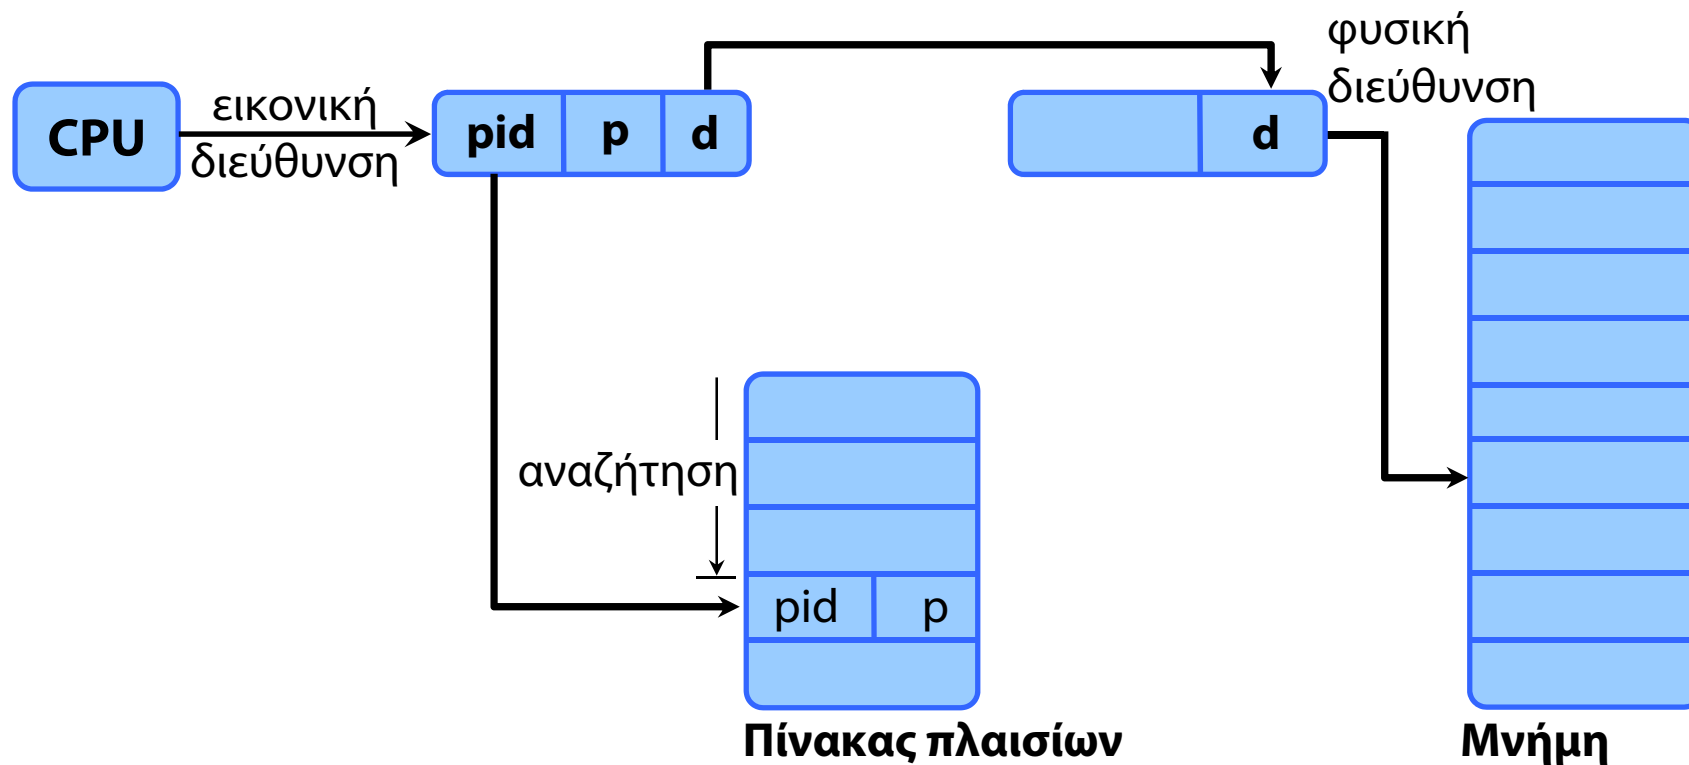 φυσική
διεύθυνση
CPU
εικονική
διεύθυνση
pid p d
d
αναζήτηση
pid p
Πίνακας πλαισίων
Μνήμη